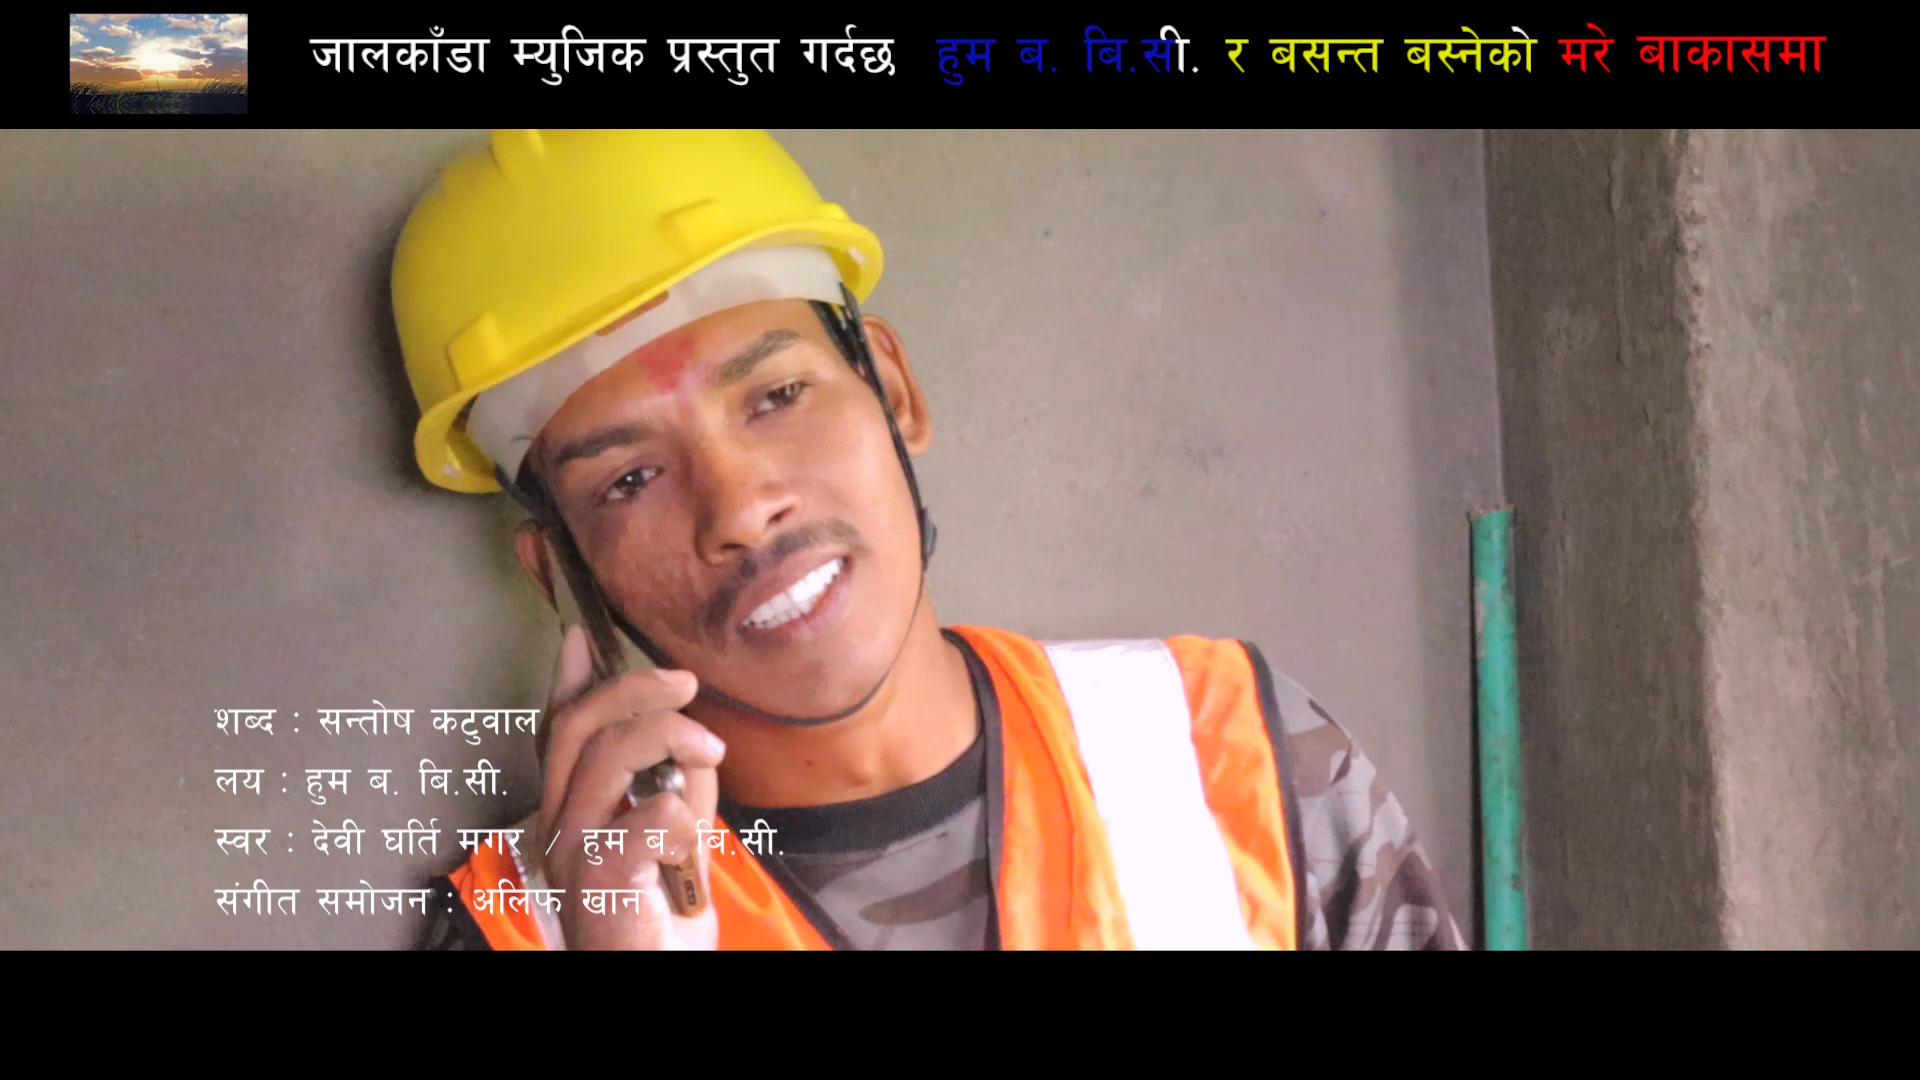 जालकाँडा म्युजिक प्रस्तुत गर्दछ हुम ब. बि.सी. र बसन्त बस्नेको मरे बाकासमा
शब्द : सन्तोष कटुवाल
लय : हुम ब. बि.सी.
स्वर : देवी घर्ति मगर / हुम ब. बि.सी.
संगीत समोजन : अलिफ खान